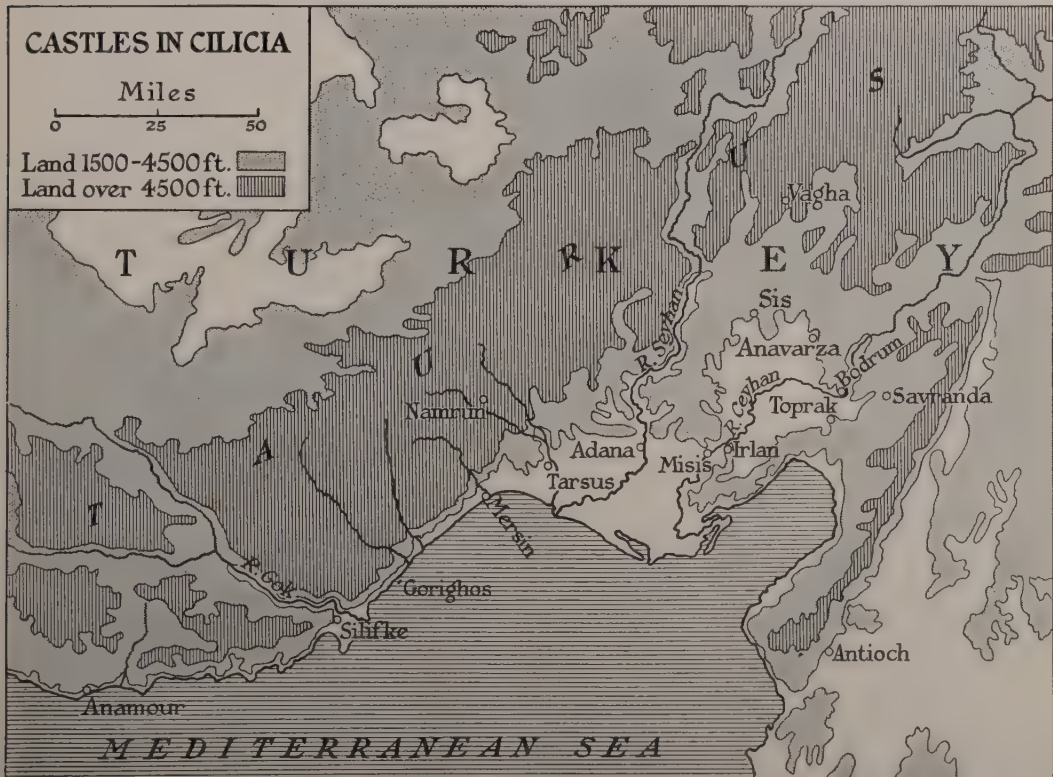 CASTLES IN CILICIA
Miles
0 25 50
Land 1500-4500 ft.
Land over 4500 ft.
T U R K E Y
T A U R U S
Vagha
Sis
Anavarza
R. Seyhan
R. Ceyhan
Bodrum
Savranda
Toprak
Namrun
Adana
Misis
Irlan
Tarsus
Mersin
R. Gok
Gorighos
Silifke
Antioch
Anamour
MEDITERRANEAN SEA